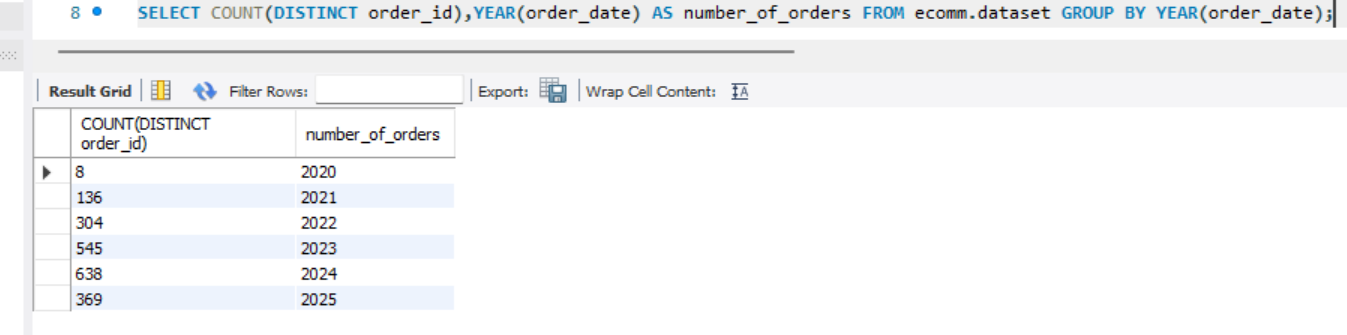 8 SELECT COUNT(DISTINCT order_id),YEAR(order_date) AS number_of_orders FROM ecomm.dataset GROUP BY YEAR(order_date);
Result Grid Filter Rows: Export: Wrap Cell Content: IA
COUNT(DISTINCT
order_id) number_of_orders
8 2020
136 2021
304 2022
545 2023
638 2024
369 2025